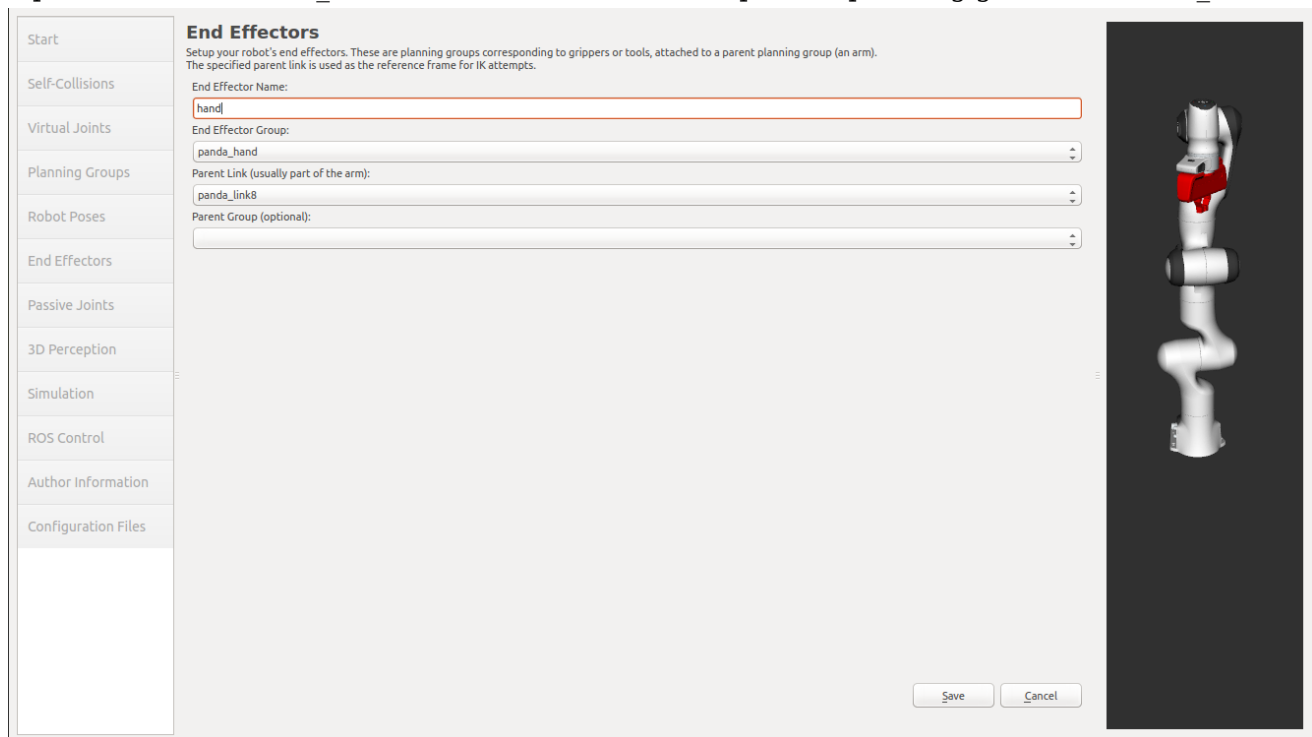 Start
Self-Collisions
Virtual Joints
Planning Groups
Robot Poses
End Effectors
Passive Joints
3D Perception
Simulation
ROS Control
Author Information
Configuration Files
End Effectors
Setup your robot's end effectors. These are planning groups corresponding to grippers or tools, attached to a parent planning group (an arm).
The specified parent link is used as the reference frame for IK attempts.
End Effector Name:
hand
End Effector Group:
panda_hand
Parent Link (usually part of the arm):
panda_link8
Parent Group (optional):
Save Cancel